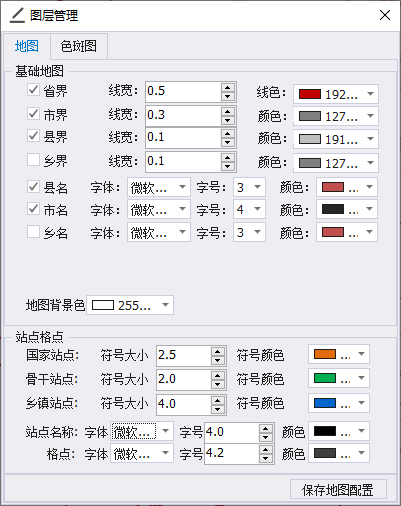 图层管理
地图 色斑图
基础地图
省界 线宽： 0.5 线色： 192...
市界 线宽： 0.3 颜色： 127...
县界 线宽： 0.1 颜色： 191...
乡界 线宽： 0.1 颜色： 127...
县名 字体： 微软... 字号： 3 颜色： ...
市名 字体： 微软... 字号： 4 颜色： ...
乡名 字体： 微软... 字号： 3 颜色： ...
地图背景色 255...
站点格点
国家站点: 符号大小 2.5 符号颜色 ...
骨干站点: 符号大小 2.0 符号颜色 ...
乡镇站点: 符号大小 4.0 符号颜色 ...
站点名称: 字体 微软... 字号 4.0 颜色 ...
格点: 字体 微软... 字号 4.2 颜色 ...
保存地图配置